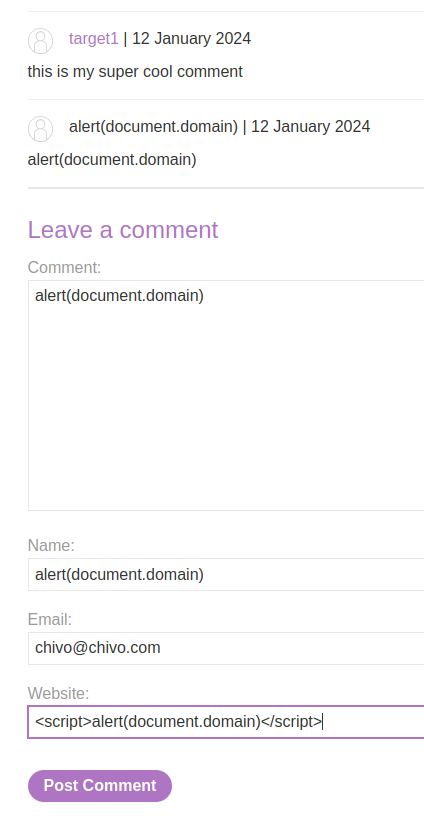 target1 | 12 January 2024
this is my super cool comment
alert(document.domain) | 12 January 2024
alert(document.domain)
Leave a comment
Comment:
alert(document.domain)
Name:
alert(document.domain)
Email:
chivo@chivo.com
Website:
<script>alert(document.domain)</script>
Post Comment